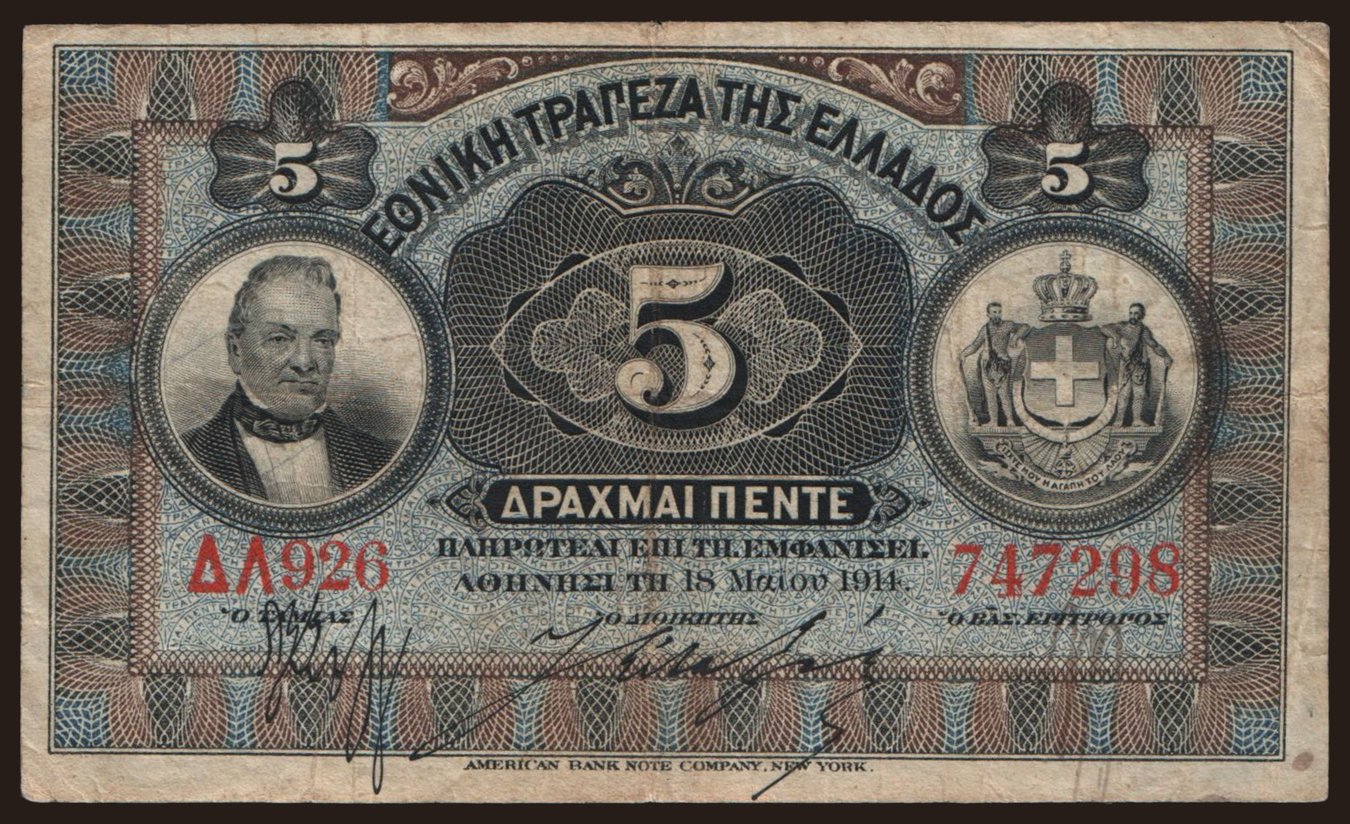 ΕΘΝΙΚΗ ΤΡΑΠΕΖΑ ΤΗΣ ΕΛΛΑΔΟΣ
5
5
5
ΔΡΑΧΜΑΙ ΠΕΝΤΕ
ΠΛΗΡΩΤΕΑΙ ΕΠΙ ΤΗ, ΕΜΦΑΝΙΣΕΙ.
ΔΛ926
747298
ΑΘΗΝΗΣΙ ΤΗ 18 Μαΐου 1914.
Ο ΔΙΟΙΚΗΤΗΣ
Ὁ ΒΑΣ. ΕΠΙΤΡΟΠΟΣ
AMERICAN BANK NOTE COMPANY, NEW YORK.